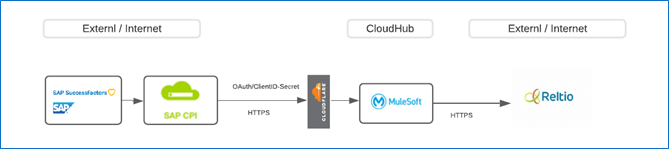 Externl / Internet
CloudHub
Externl / Internet
SAP SuccessFactors
SAP
SAP CPI
OAuth/ClientID-Secret
HTTPS
CLOUDFLARE
MuleSoft
HTTPS
Reltio